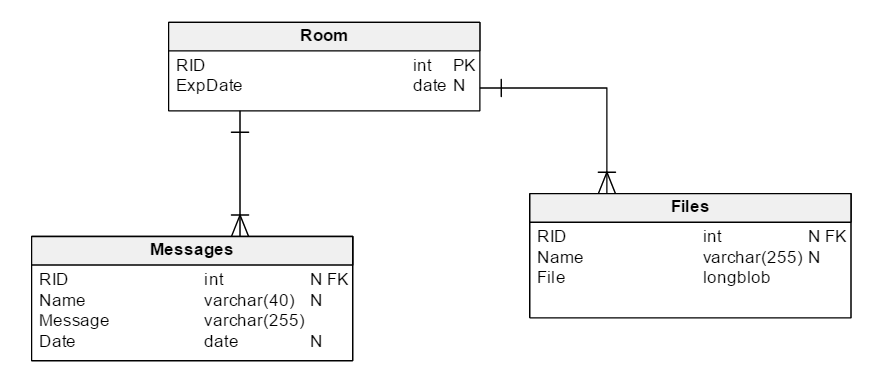 Room
RID int PK
ExpDate date N
Files
RID int N FK
Name varchar(255) N
File longblob
Messages
RID int N FK
Name varchar(40) N
Message varchar(255)
Date date N